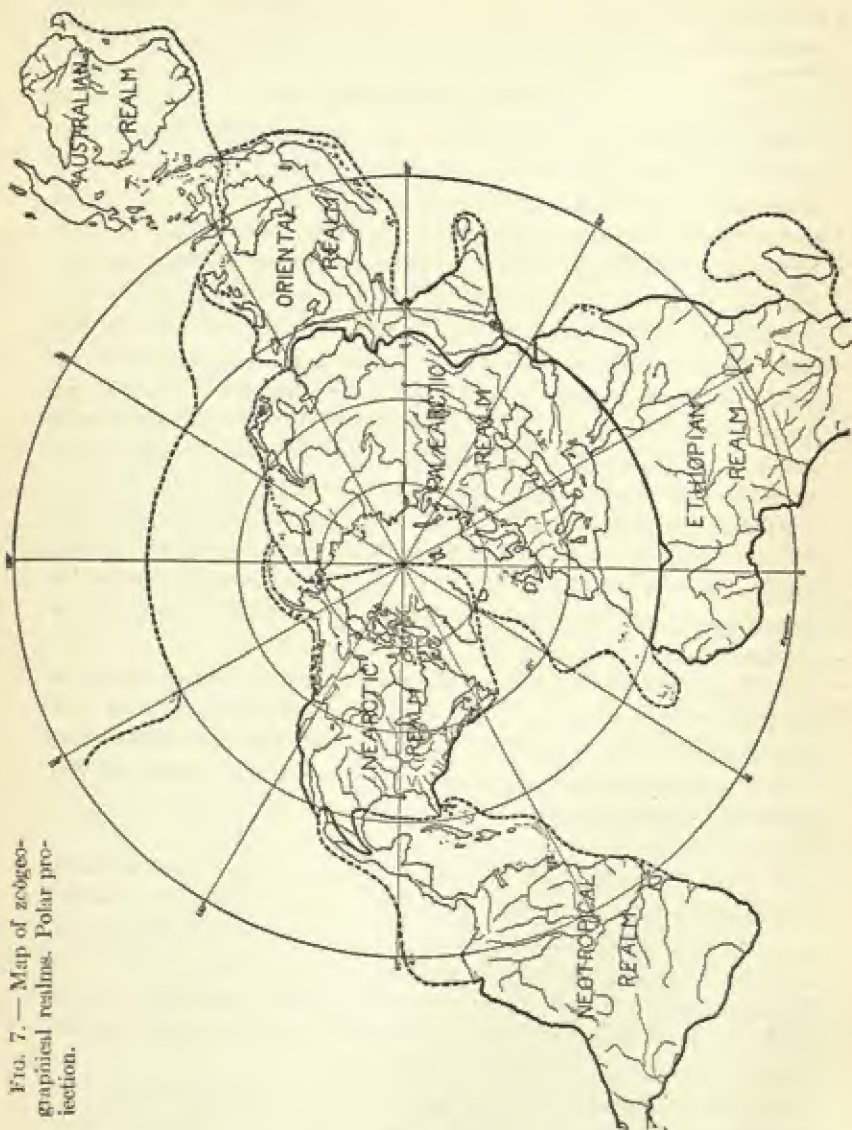 FIG. 7. — Map of zoögeo-
graphical realms. Polar pro-
jection.
AUSTRALIAN
REALM
ORIENTAL
REALM
PALÆARCTIC
REALM
NEARCTIC
REALM
ETHIOPIAN
REALM
NEOTROPICAL
REALM